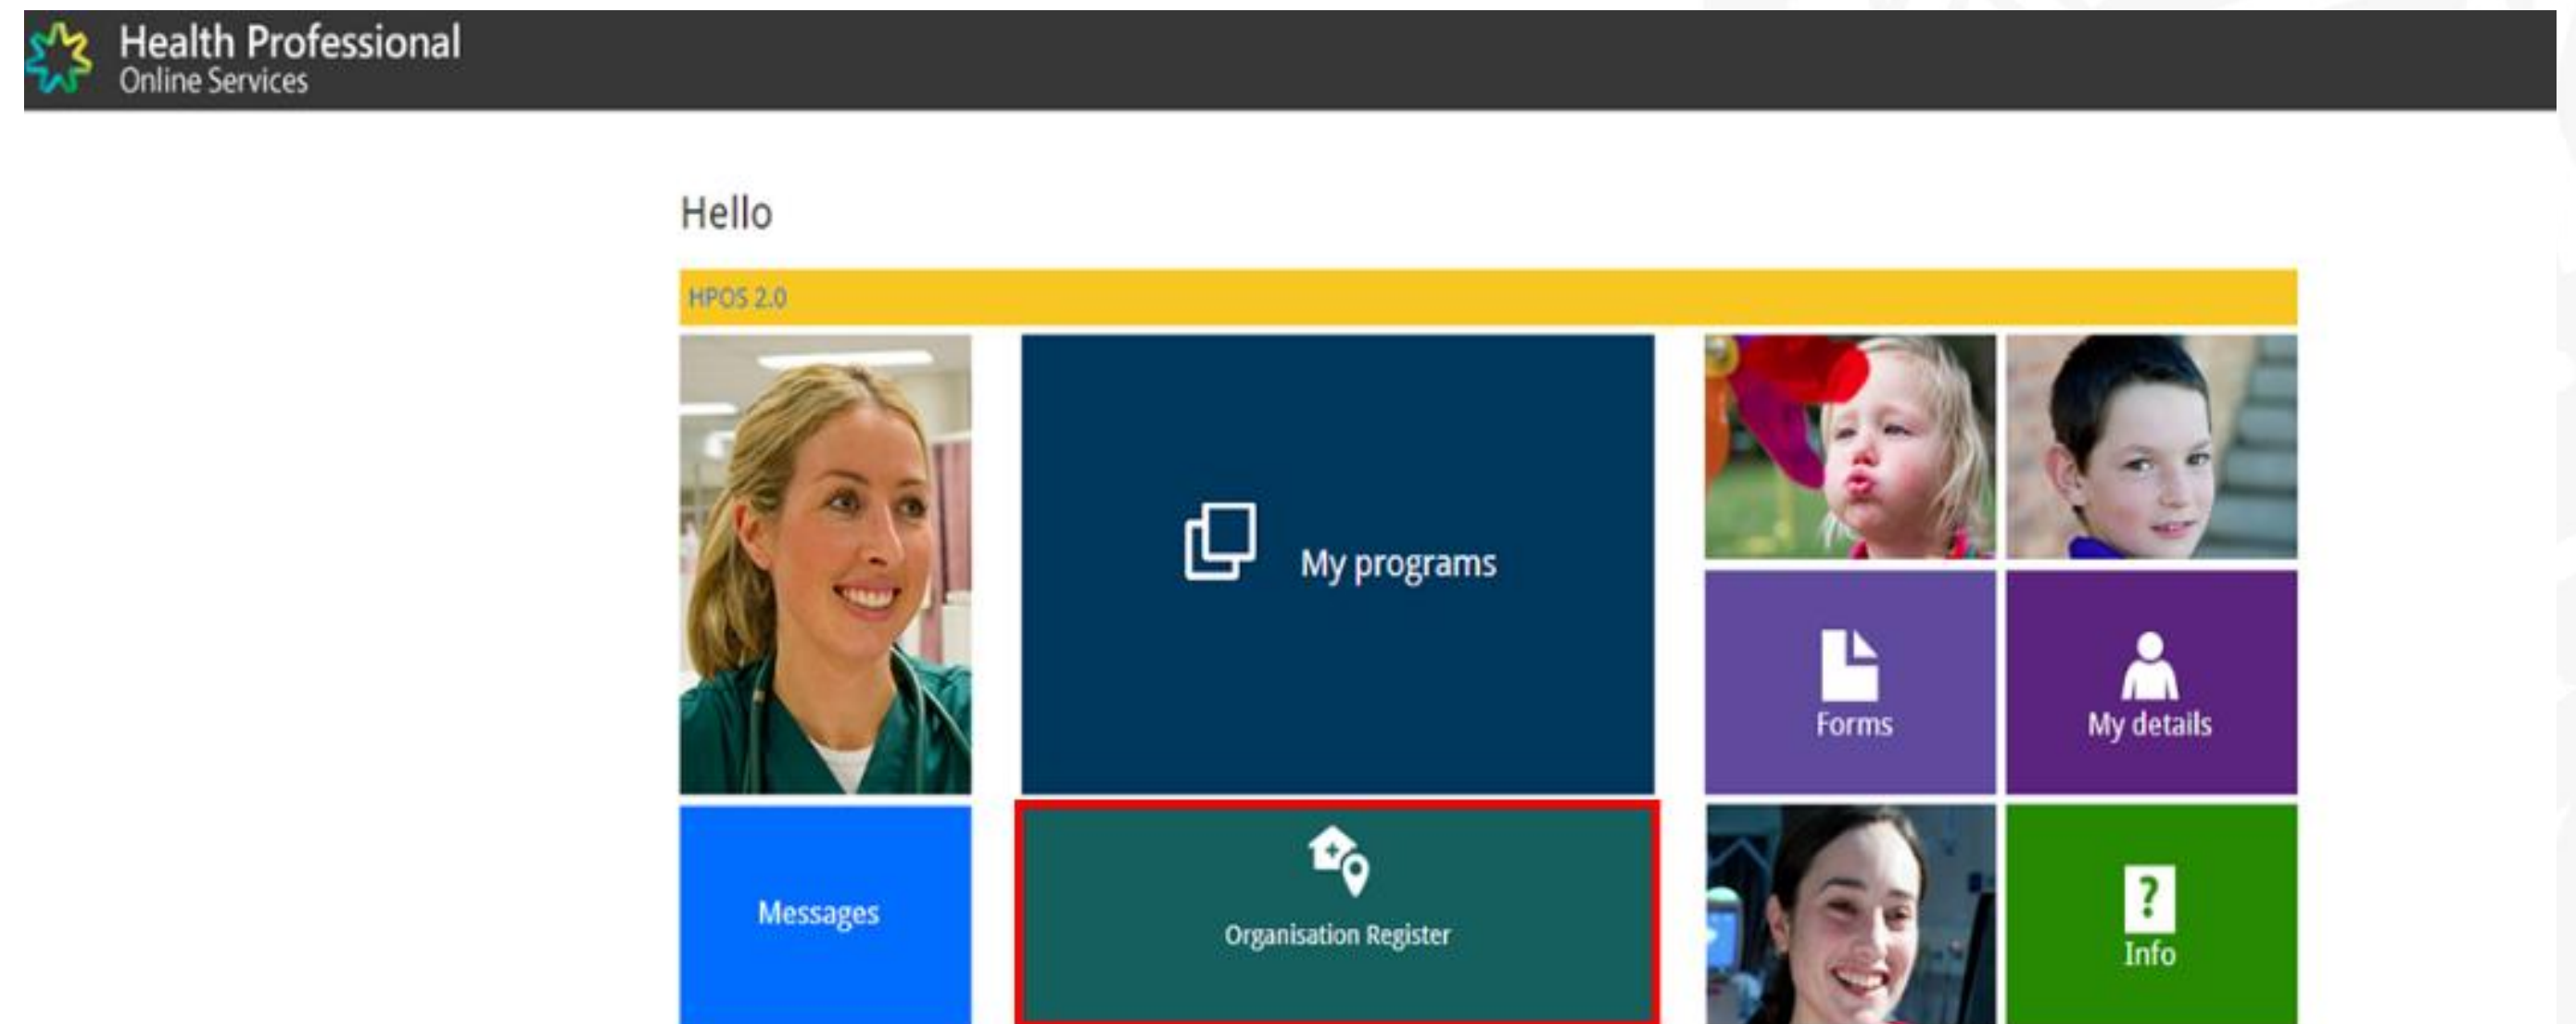 Health Professional
Online Services
Hello
HPOS 2.0
My programs
Forms
My details
Messages
Organisation Register
?
Info